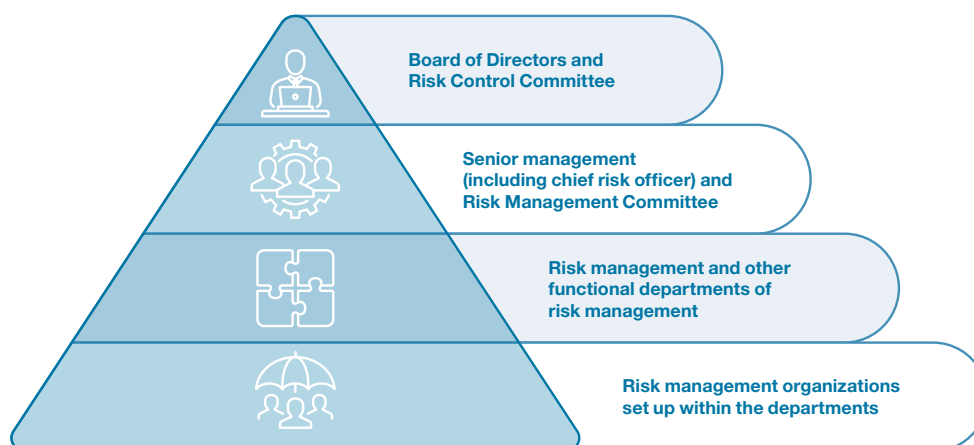 Board of Directors and
Risk Control Committee
Senior management
(including chief risk officer) and
Risk Management Committee
Risk management and other
functional departments of
risk management
Risk management organizations
set up within the departments